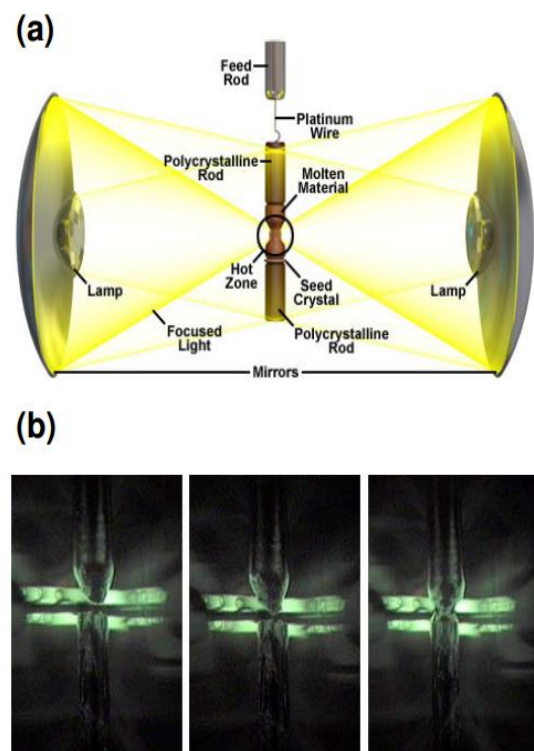 (a)
Feed
Rod
Platinum
Wire
Polycrystalline
Rod
Molten
Material
Lamp
Hot
Zone
Seed
Crystal
Lamp
Focused
Light
Polycrystalline
Rod
Mirrors
(b)